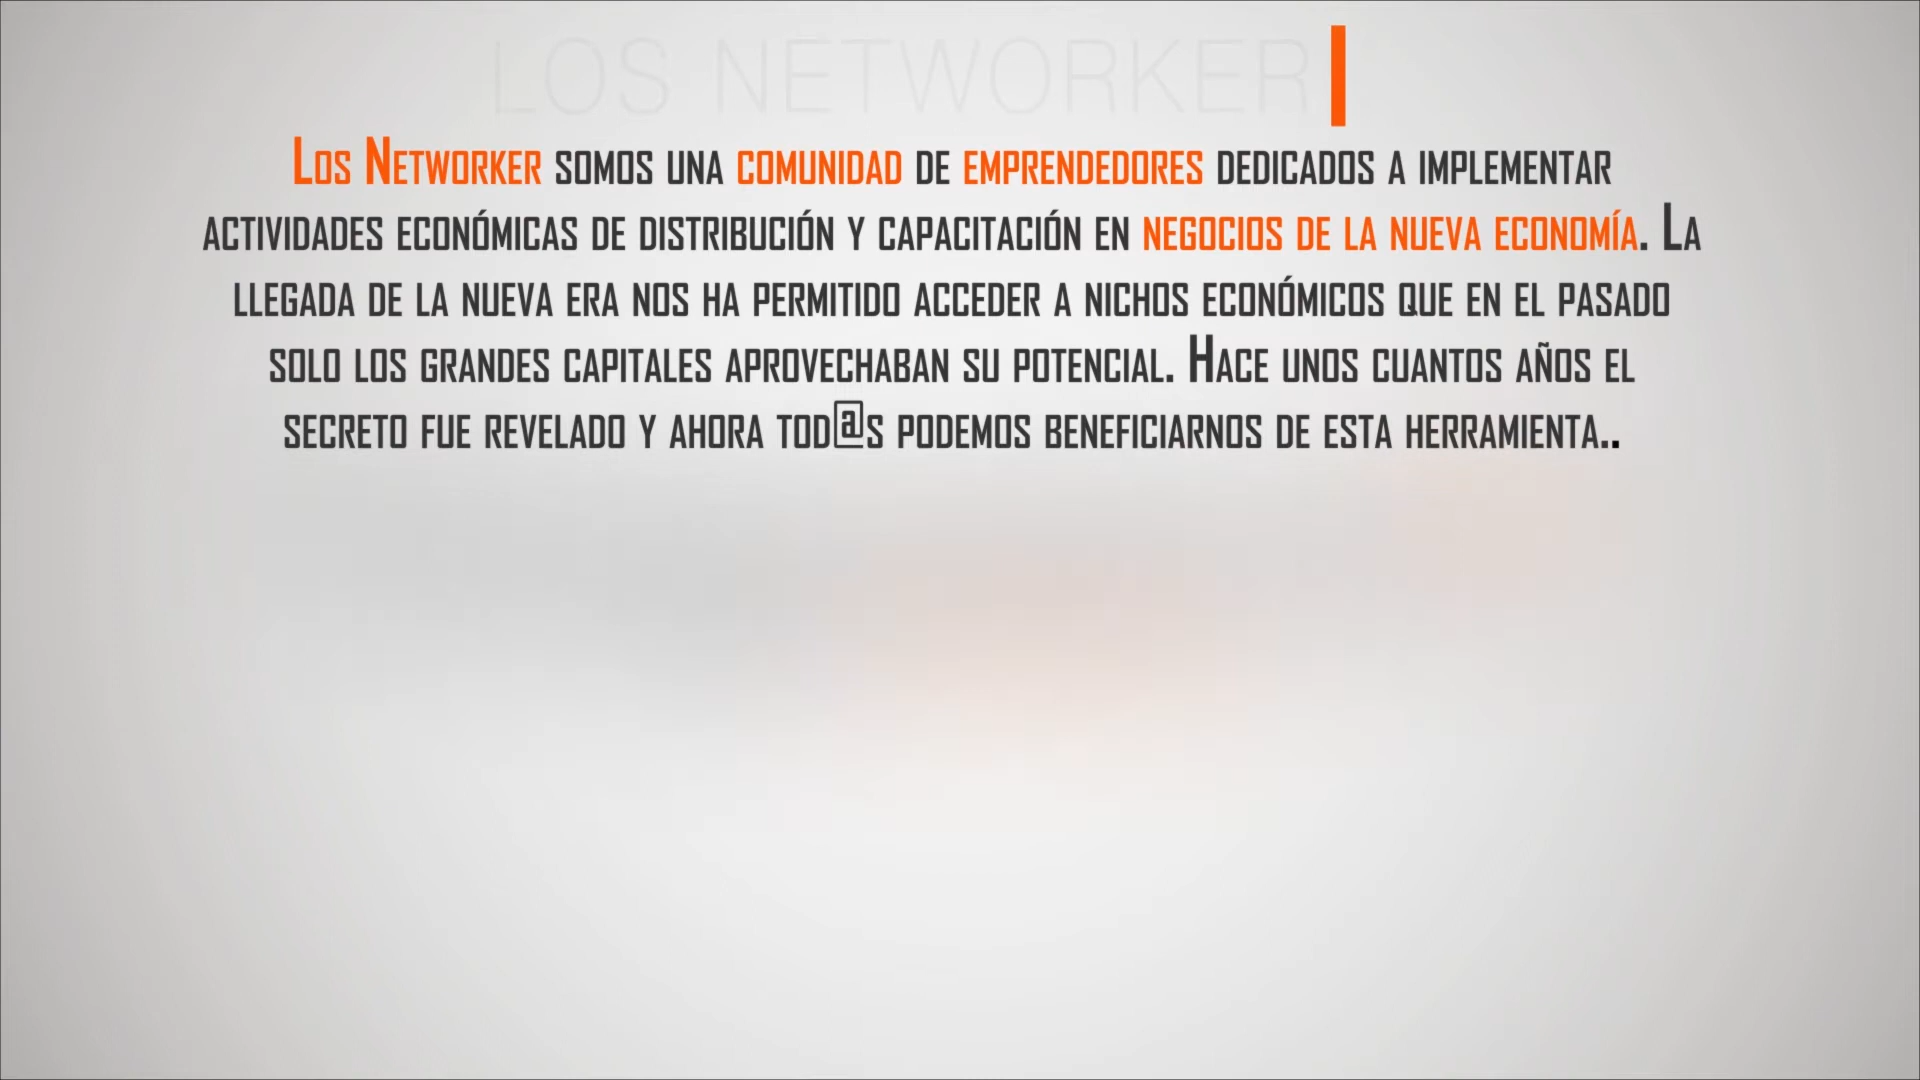 LOS NETWORKER
Los Networker somos una comunidad de emprendedores dedicados a implementar
actividades económicas de distribución y capacitación en negocios de la nueva economía. La
llegada de la nueva era nos ha permitido acceder a nichos económicos que en el pasado
solo los grandes capitales aprovechaban su potencial. Hace unos cuantos años el
secreto fue revelado y ahora tod@s podemos beneficiarnos de esta herramienta..